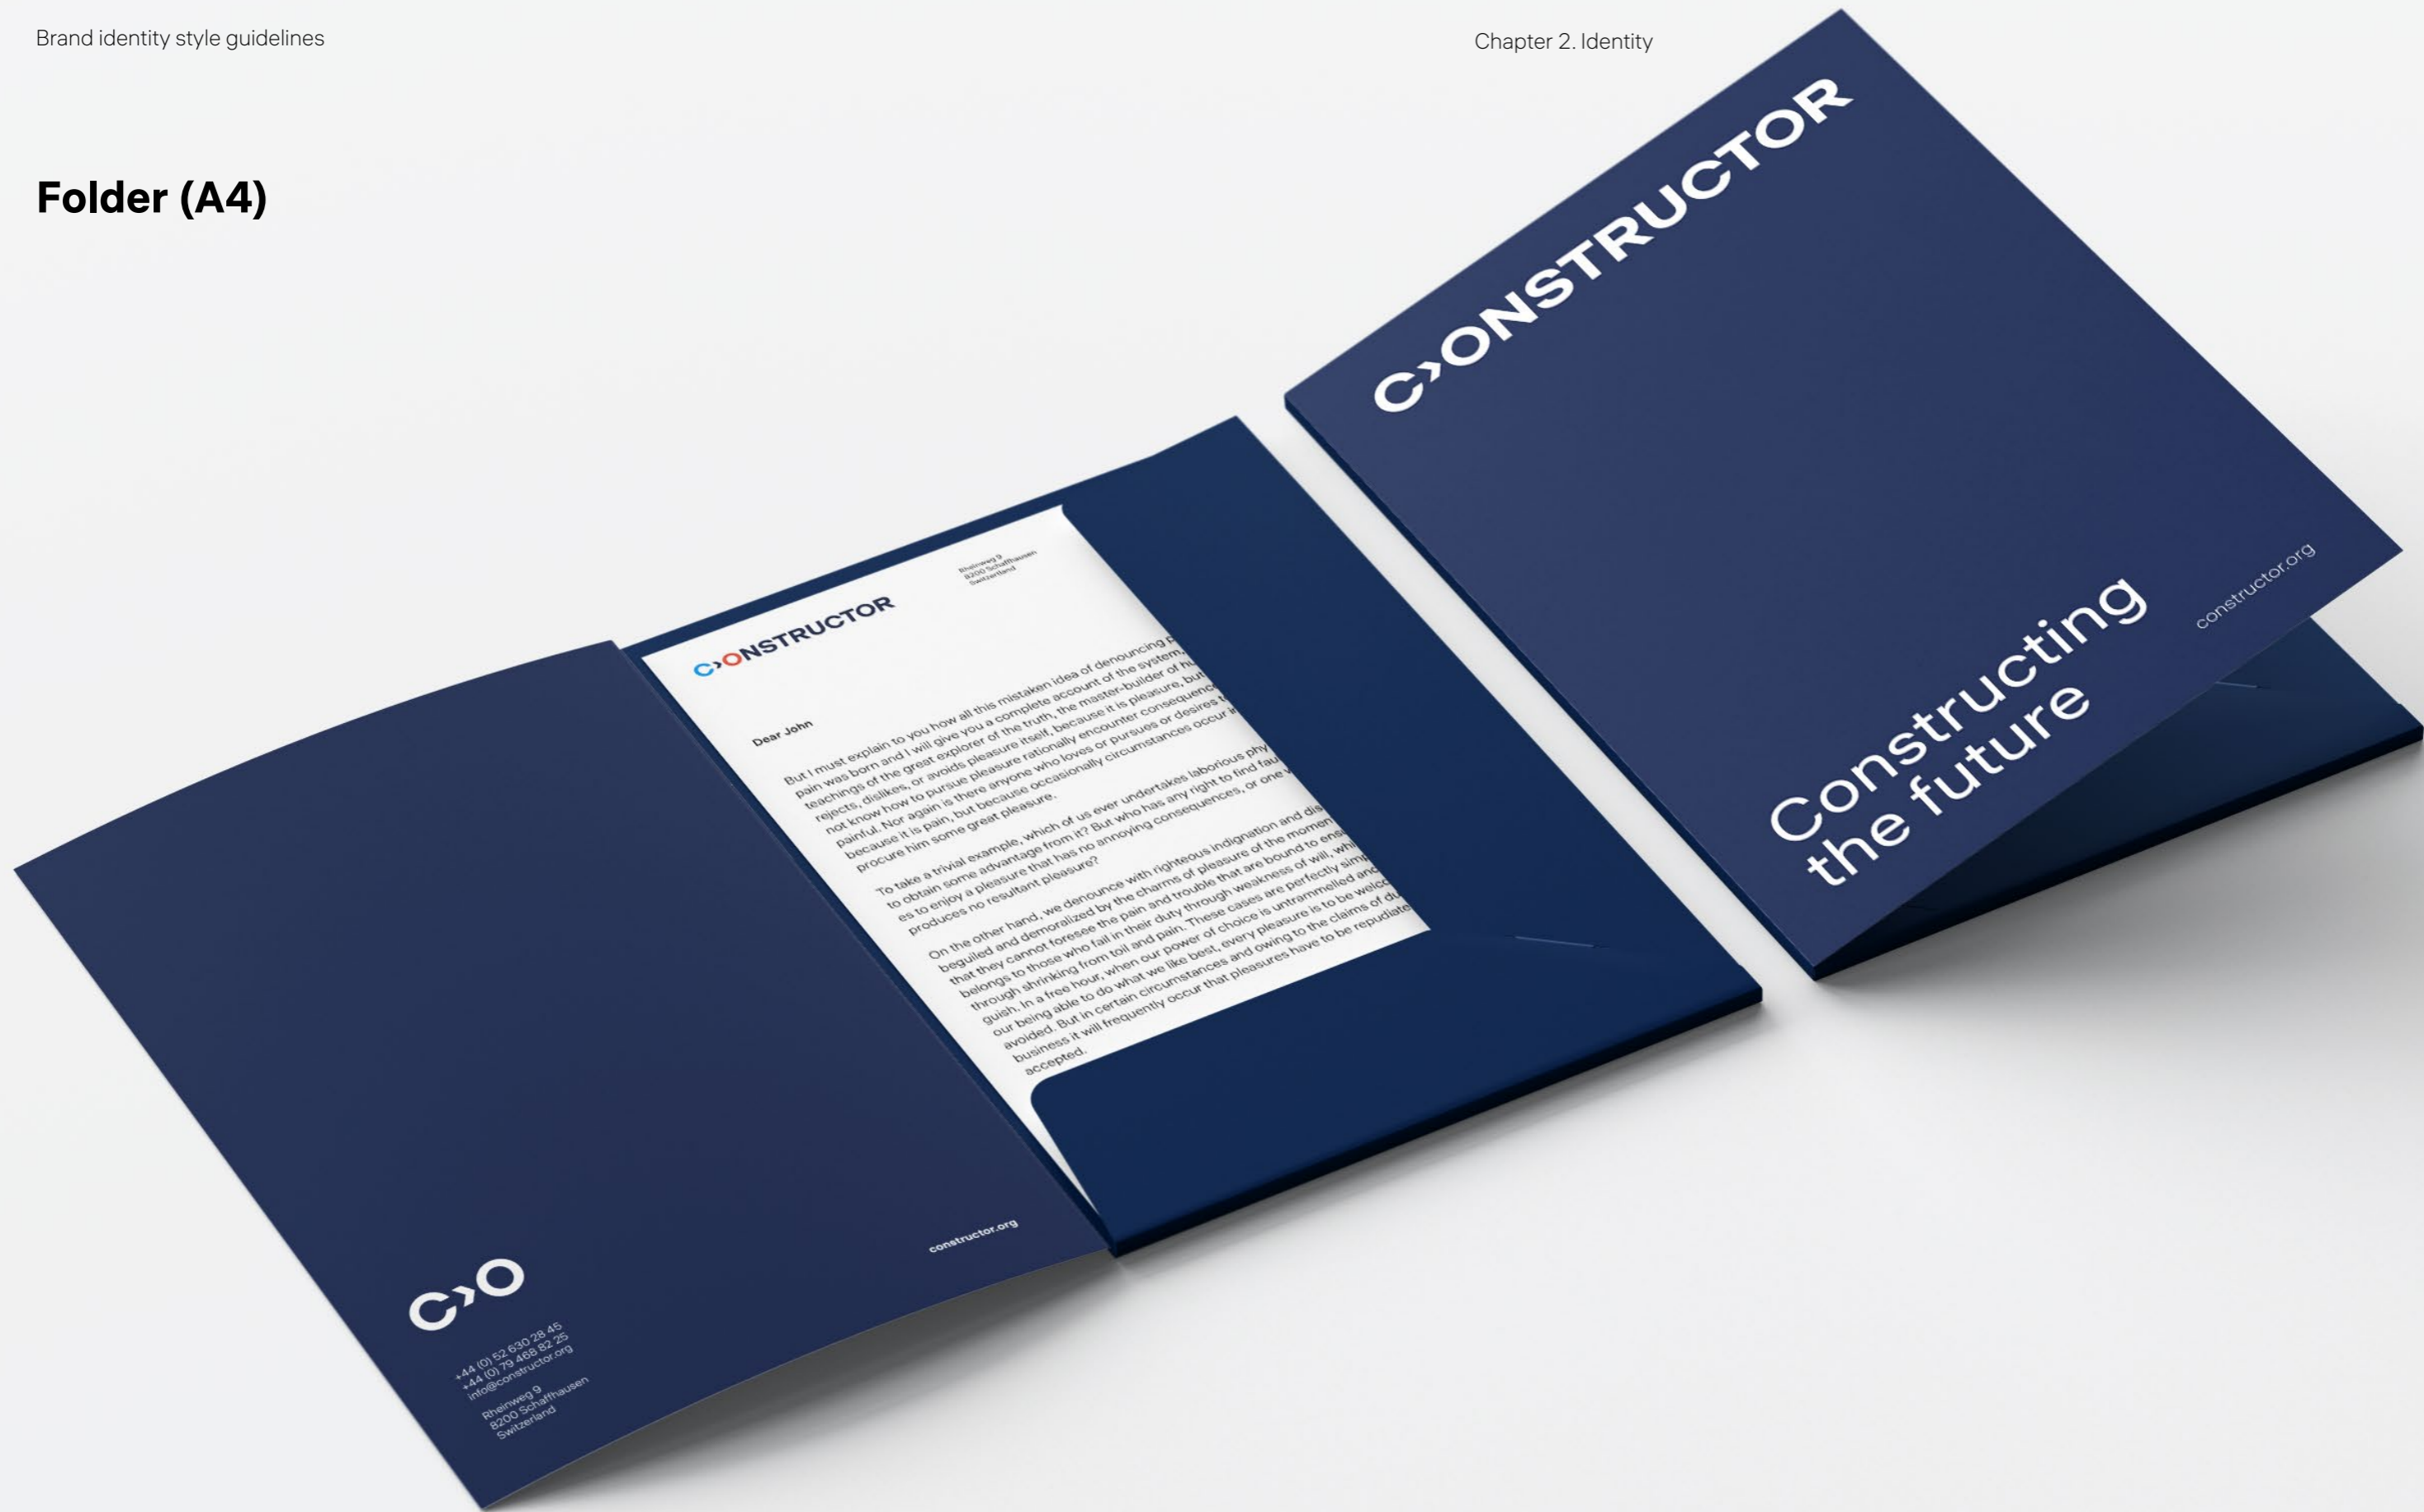 Brand identity style guidelines
Chapter 2. Identity
Folder (A4)
C›ONSTRUCTOR
Constructing
the future
constructor.org
C›ONSTRUCTOR
Rheinweg 9
8200 Schaffhausen
Switzerland
Dear John
But I must explain to you how all this mistaken idea of denouncing
pain was born and I will give you a complete account of the system,
teachings of the great explorer of the truth, the master-builder of
rejects, dislikes, or avoids pleasure itself, because it is pleasure, but
not know how to pursue pleasure rationally encounter
painful. Nor again is there anyone who loves or pursues or desires
because it is pain, but because occasionally circumstances occur
procure him some great pleasure.
To take a trivial example, which of us ever undertakes laborious
to obtain some advantage from it? But who has any right to find
es to enjoy a pleasure that has no annoying consequences, or one
produces no resultant pleasure?
On the other hand, we denounce with righteous indignation and
beguiled and demoralized by the charms of pleasure of the
that they cannot foresee the pain and trouble that are bound to
belongs to those who fail in their duty through weakness of will,
through shrinking from toil and pain. These cases are perfectly
guish. In a free hour, when our power of choice is untrammelled and
our being able to do what we like best, every pleasure is to be
avoided. But in certain circumstances and owing to the claims of
business it will frequently occur that pleasures have to be
accepted.
constructor.org
C›O
+44 (0) 52 630 28 45
+44 (0) 79 468 82 25
info@constructor.org
Rheinweg 9
8200 Schaffhausen
Switzerland